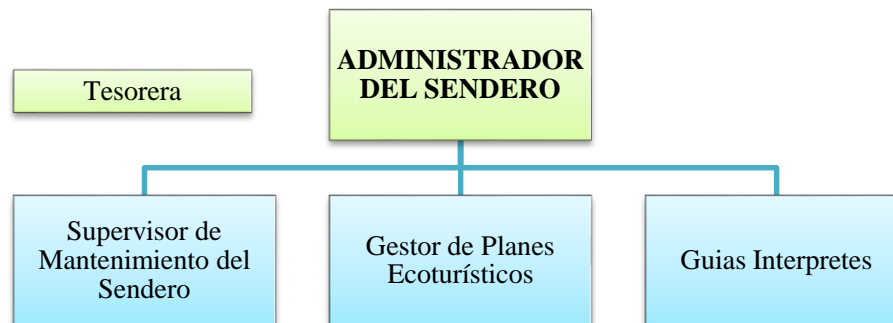 ADMINISTRADOR
DEL SENDERO
Tesorera
Supervisor de
Mantenimiento del
Sendero
Gestor de Planes
Ecoturísticos
Guias Interpretes